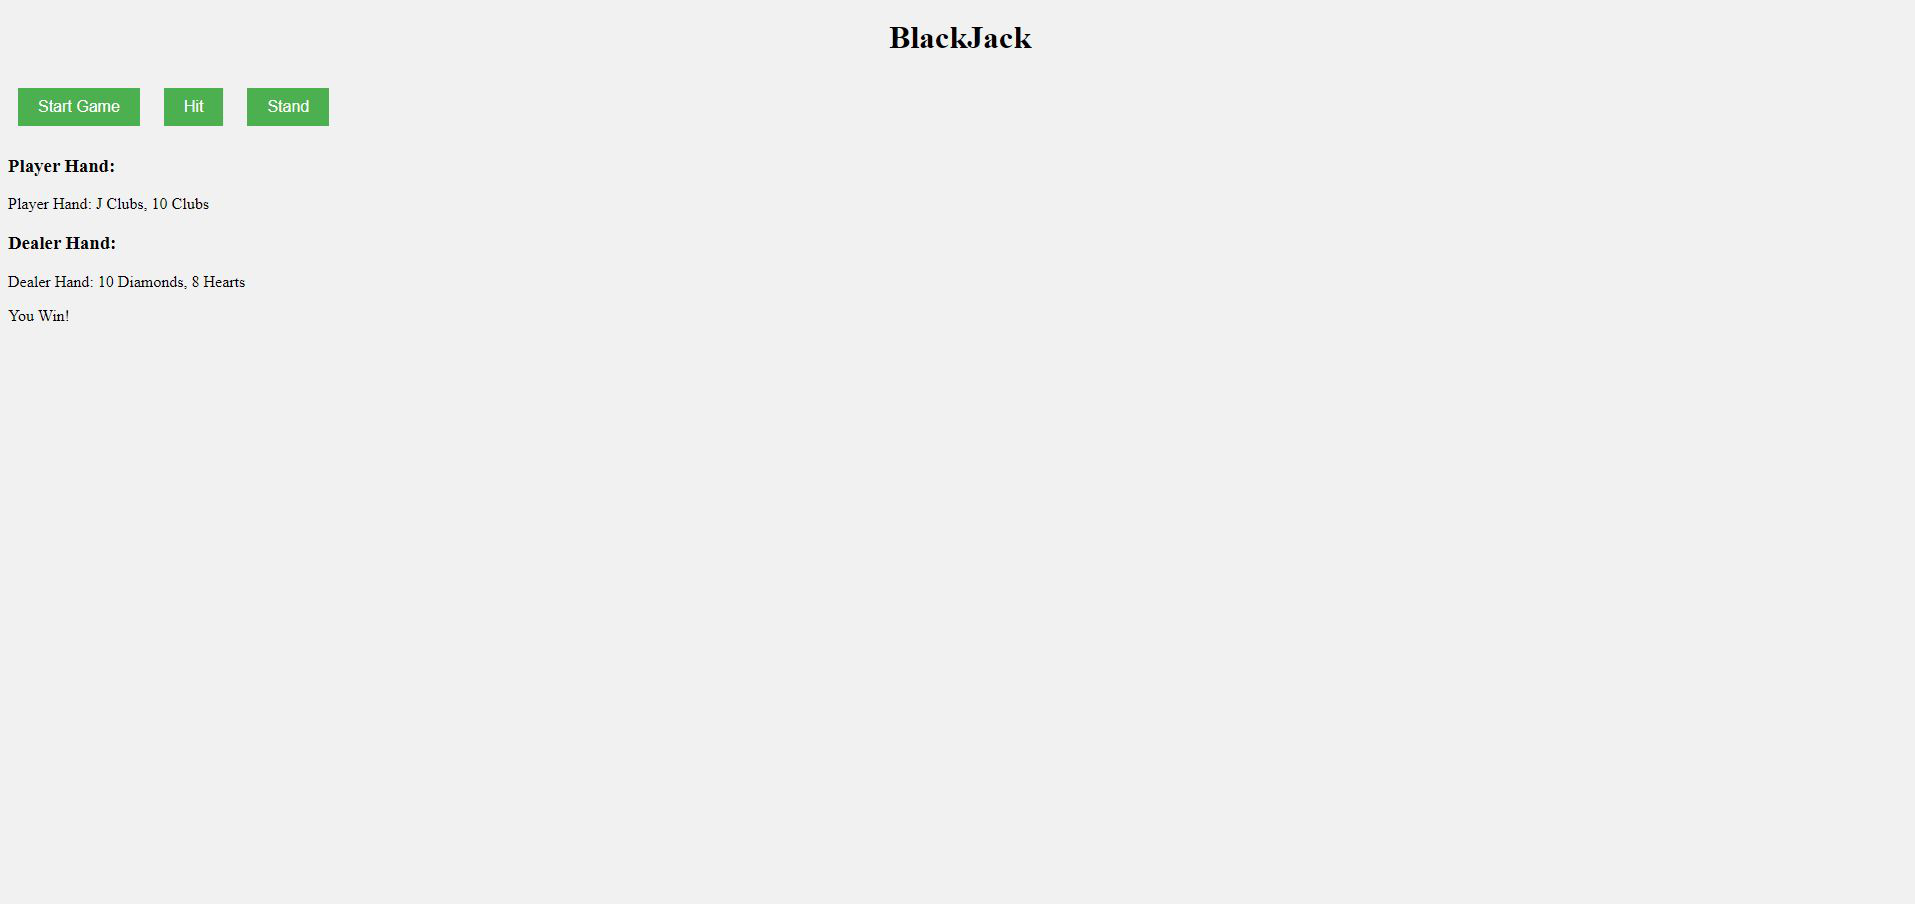 BlackJack
Start Game Hit Stand
Player Hand:
Player Hand: J Clubs, 10 Clubs
Dealer Hand:
Dealer Hand: 10 Diamonds, 8 Hearts
You Win!